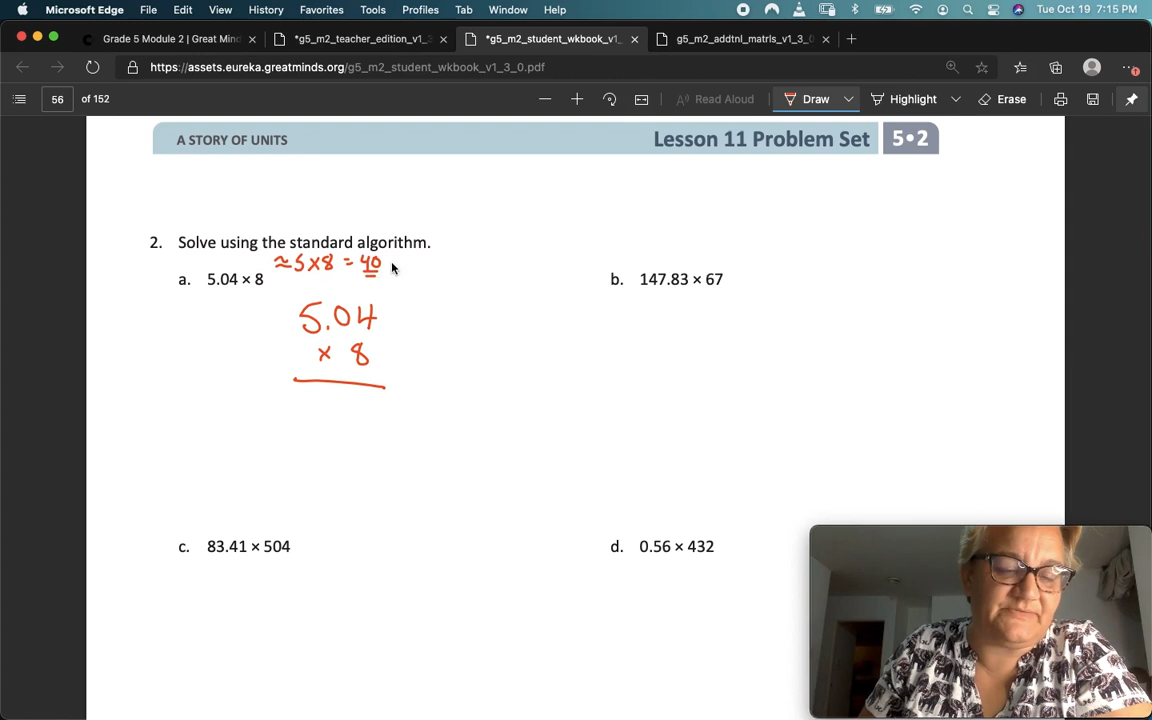 Microsoft Edge File Edit View History Favorites Tools Profiles Tab Window Help Tue Oct 19 7:15 PM
Grade 5 Module 2 | Great Mind *g5_m2_teacher_edition_v1_3 *g5_m2_student_wkbook_v1_ g5_m2_addtnl_matrls_v1_3_0
https://assets.eureka.greatminds.org/g5_m2_student_wkbook_v1_3_0.pdf
56 of 152 Read Aloud Draw Highlight Erase
A STORY OF UNITS Lesson 11 Problem Set 5•2
2. Solve using the standard algorithm.
≈5×8 = 40
a. 5.04 × 8 b. 147.83 × 67
5.04
× 8
c. 83.41 × 504 d. 0.56 × 432